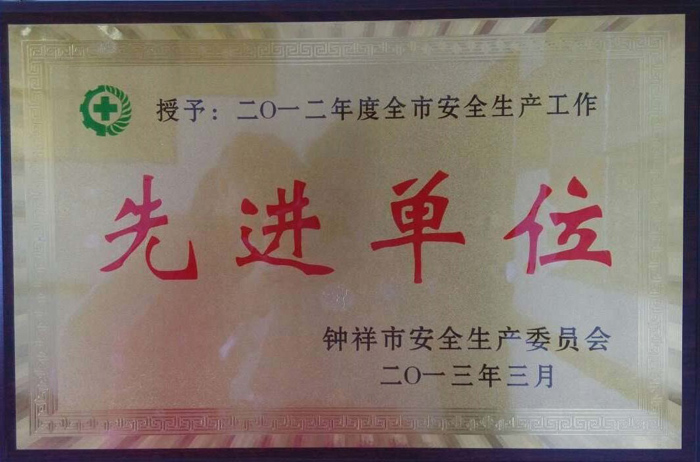 授予：二〇一二年度全市安全生产工作
先进单位
钟祥市安全生产委员会
二〇一三年三月